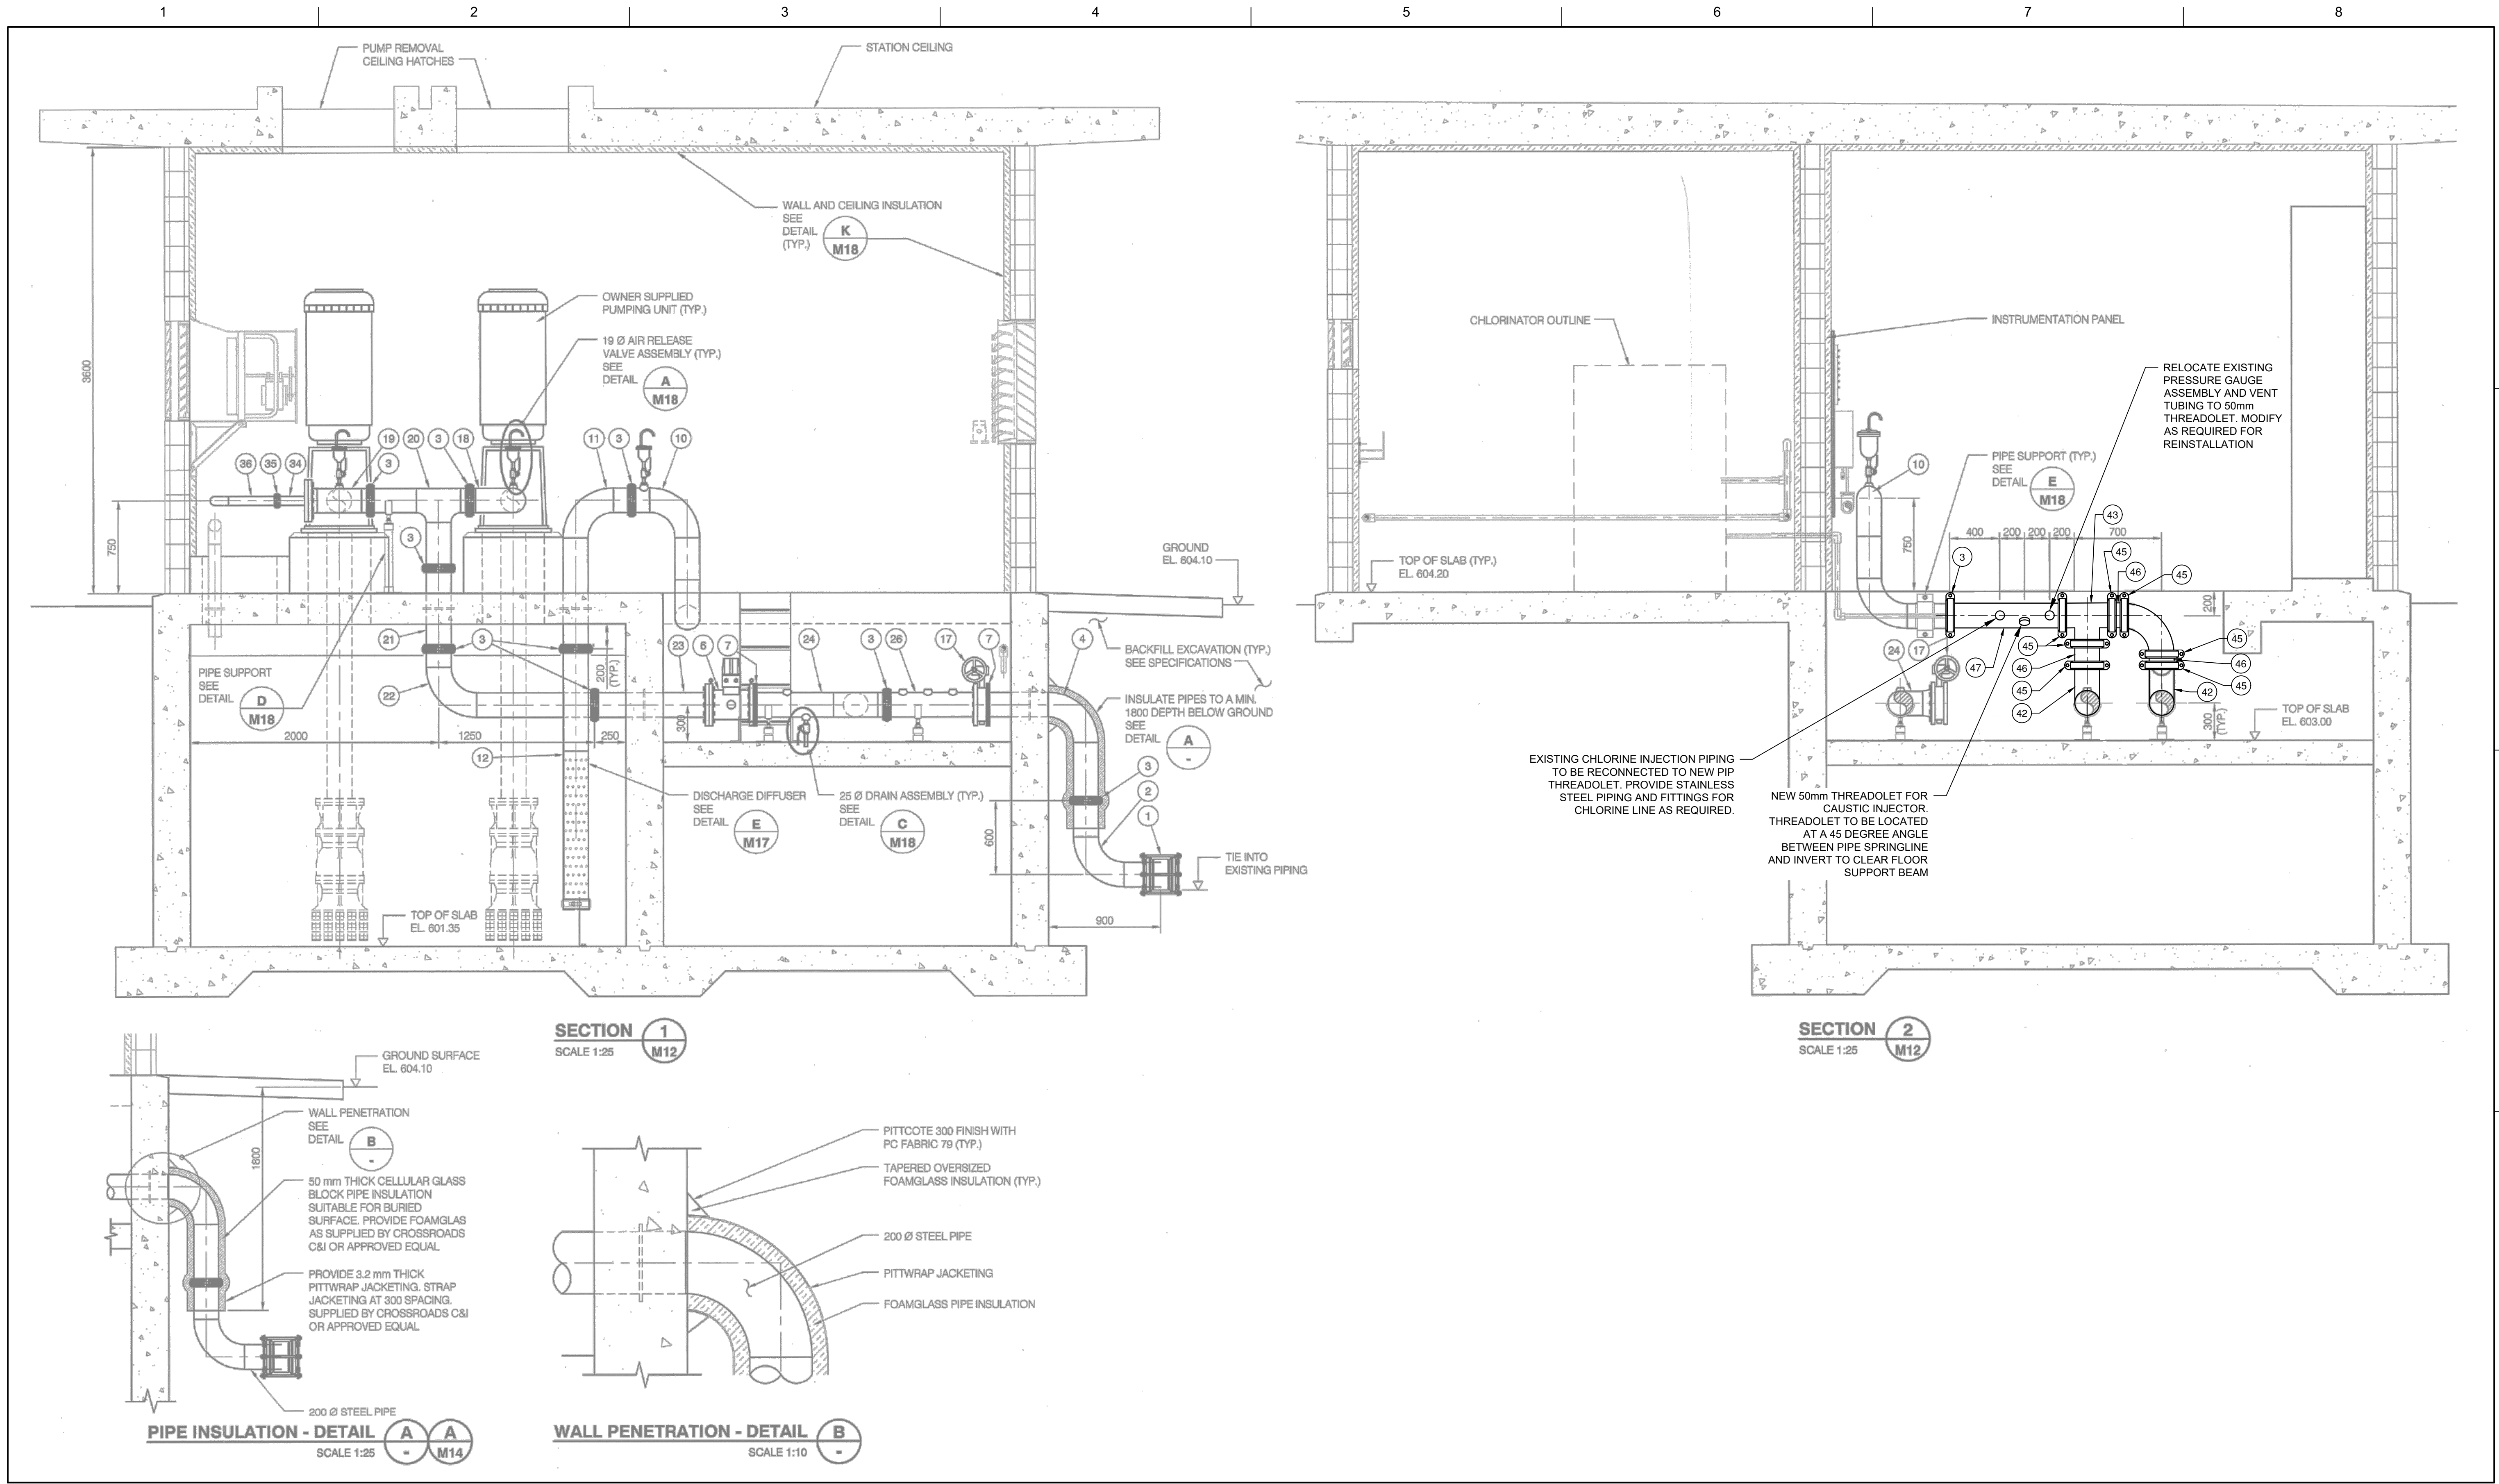 1
2
3
4
5
6
7
8
PUMP REMOVAL
CEILING HATCHES
STATION CEILING
WALL AND CEILING INSULATION
SEE
DETAIL
(TYP.)
K
M18
OWNER SUPPLIED
PUMPING UNIT (TYP.)
19 Ø AIR RELEASE
VALVE ASSEMBLY (TYP.)
SEE
DETAIL
A
M18
3600
750
36
35
34
19
20
3
18
3
11
3
10
3
GROUND
EL. 604.10
21
3
22
200
(TYP.)
23
6
7
24
3
26
17
7
4
300
BACKFILL EXCAVATION (TYP.)
SEE SPECIFICATIONS
INSULATE PIPES TO A MIN.
1800 DEPTH BELOW GROUND
SEE
DETAIL
A
-
PIPE SUPPORT
SEE
DETAIL
D
M18
2000
1250
250
12
DISCHARGE DIFFUSER
SEE
DETAIL
E
M17
25 Ø DRAIN ASSEMBLY (TYP.)
SEE
DETAIL
C
M18
3
2
1
600
TIE INTO
EXISTING PIPING
900
TOP OF SLAB
EL. 601.35
SECTION
1
M12
SCALE 1:25
CHLORINATOR OUTLINE
INSTRUMENTATION PANEL
RELOCATE EXISTING
PRESSURE GAUGE
ASSEMBLY AND VENT
TUBING TO 50mm
THREADOLET. MODIFY
AS REQUIRED FOR
REINSTALLATION
10
PIPE SUPPORT (TYP.)
SEE
DETAIL
E
M18
TOP OF SLAB (TYP.)
EL. 604.20
750
400
200
200
200
700
43
3
45
46
45
200
24
17
47
45
46
45
42
45
46
45
42
300
(TYP.)
TOP OF SLAB
EL. 603.00
EXISTING CHLORINE INJECTION PIPING
TO BE RECONNECTED TO NEW PIP
THREADOLET. PROVIDE STAINLESS
STEEL PIPING AND FITTINGS FOR
CHLORINE LINE AS REQUIRED.
NEW 50mm THREADOLET FOR
CAUSTIC INJECTOR.
THREADOLET TO BE LOCATED
AT A 45 DEGREE ANGLE
BETWEEN PIPE SPRINGLINE
AND INVERT TO CLEAR FLOOR
SUPPORT BEAM
SECTION
2
M12
SCALE 1:25
GROUND SURFACE
EL. 604.10
WALL PENETRATION
SEE
DETAIL
B
-
1800
50 mm THICK CELLULAR GLASS
BLOCK PIPE INSULATION
SUITABLE FOR BURIED
SURFACE. PROVIDE FOAMGLAS
AS SUPPLIED BY CROSSROADS
C&I OR APPROVED EQUAL
PROVIDE 3.2 mm THICK
PITTWRAP JACKETING. STRAP
JACKETING AT 300 SPACING.
SUPPLIED BY CROSSROADS C&I
OR APPROVED EQUAL
200 Ø STEEL PIPE
PIPE INSULATION - DETAIL
A
-
A
M14
SCALE 1:25
PITTCOTE 300 FINISH WITH
PC FABRIC 79 (TYP.)
TAPERED OVERSIZED
FOAMGLASS INSULATION (TYP.)
200 Ø STEEL PIPE
PITTWRAP JACKETING
FOAMGLASS PIPE INSULATION
WALL PENETRATION - DETAIL
B
-
SCALE 1:10